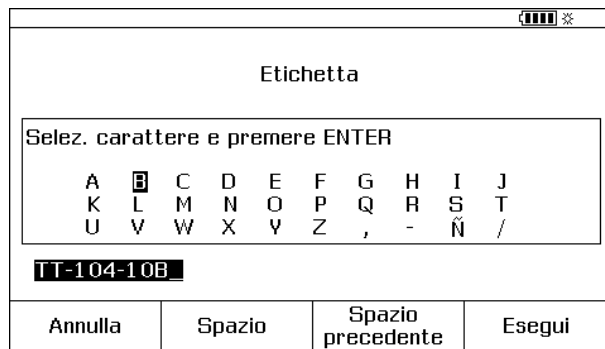 Etichetta
Selez. carattere e premere ENTER
A B C D E F G H I J
K L M N O P Q R S T
U V W X Y Z , - Ñ /
TT-104-10B_
Annulla Spazio Spazio precedente Esegui